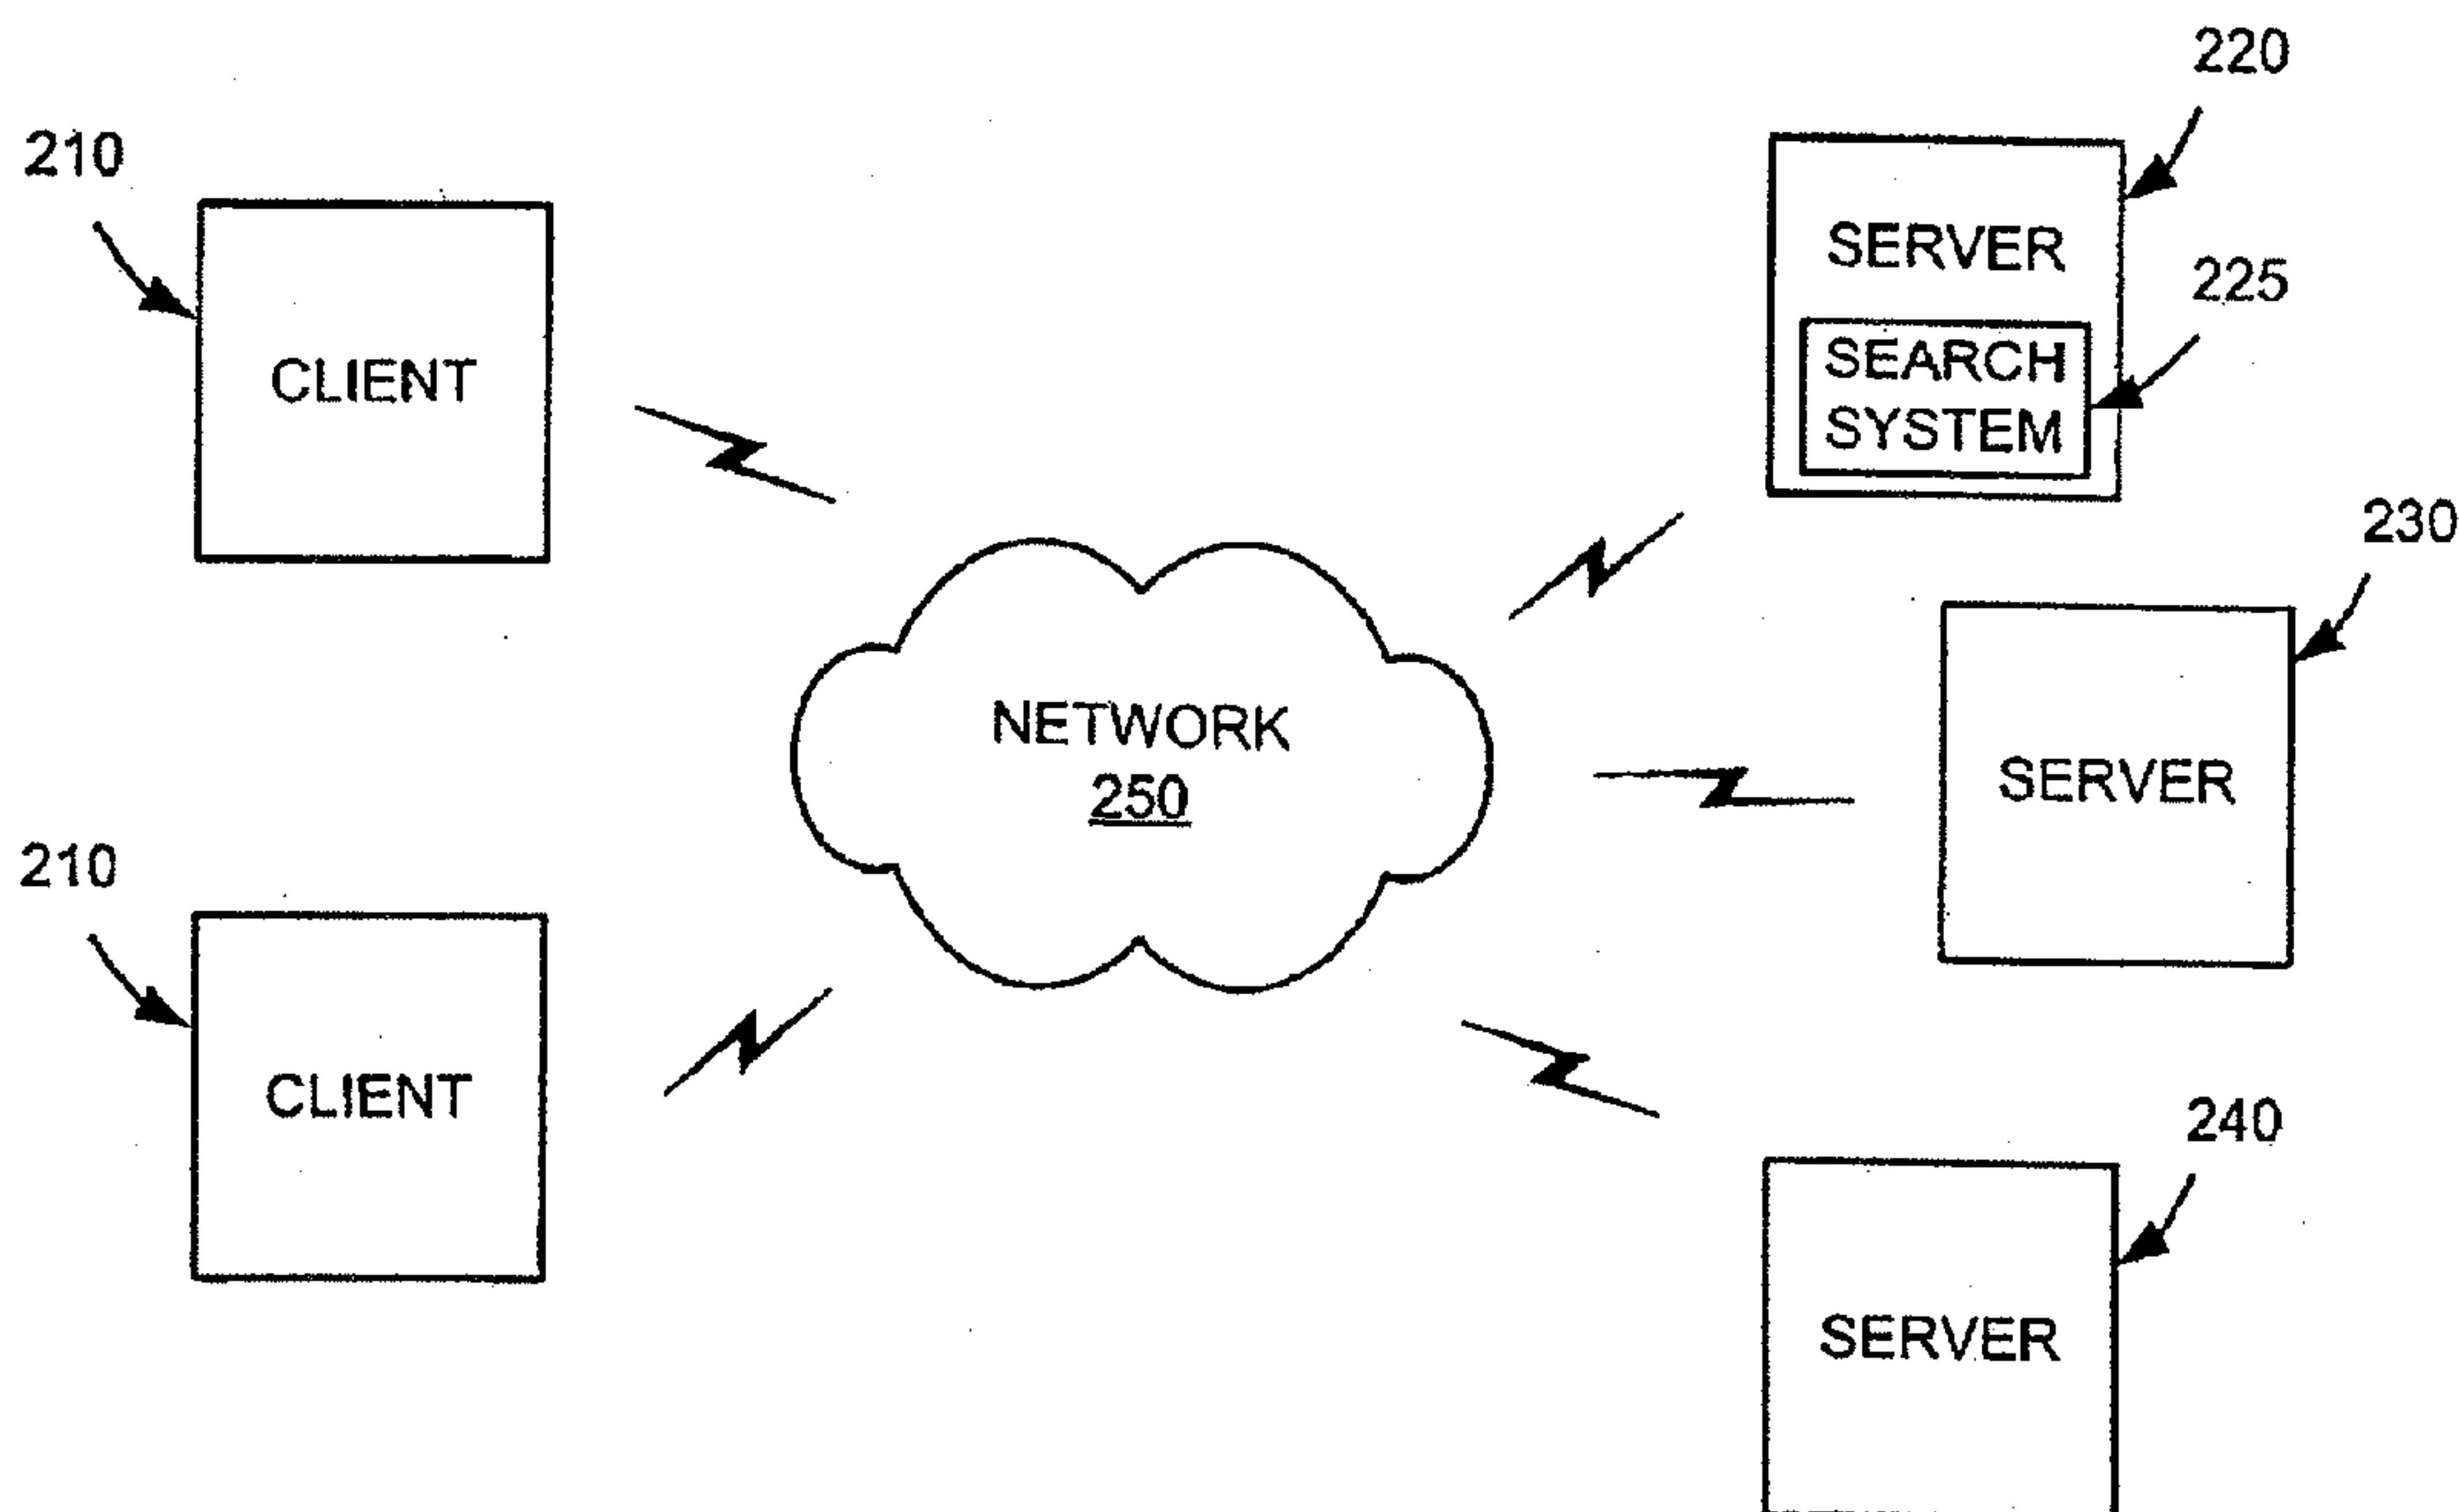 220
210
SERVER
225
SEARCH
SYSTEM
CLIENT
230
NETWORK
250
SERVER
210
CLIENT
240
SERVER